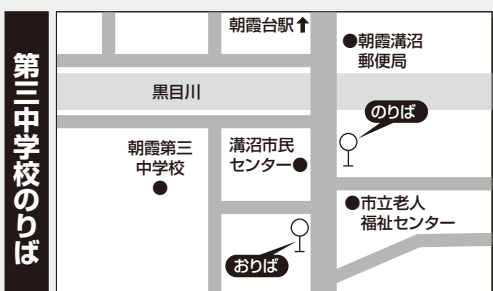 第三中学校のりば
朝霞台駅⬆
●朝霞溝沼
郵便局
黒目川
のりば
朝霞第三
中学校
●
溝沼市民
センター●
●市立老人
福祉センター
おりば